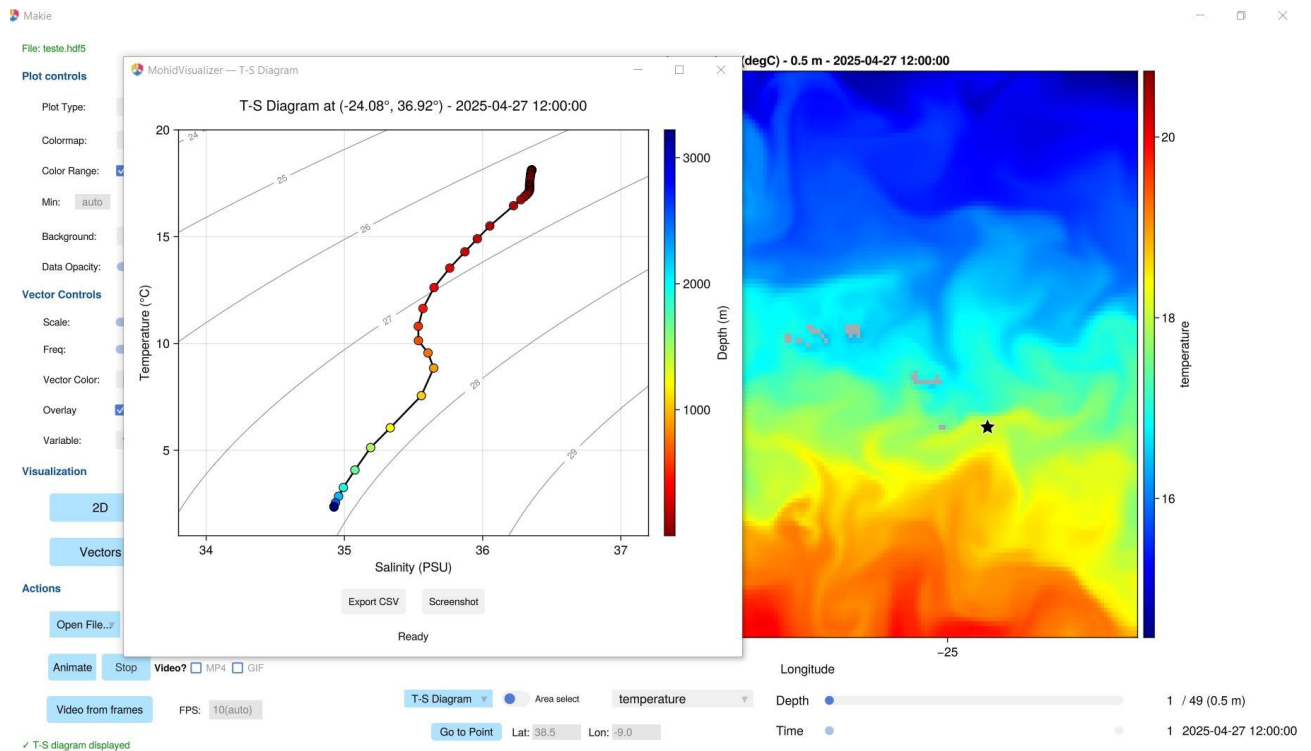 Makie
File: teste.hdf5
Plot controls
Plot Type:
Colormap:
Color Range:
Min: auto
Background:
Data Opacity:
Vector Controls
Scale:
Freq:
Vector Color:
Overlay
Variable:
Visualization
2D
Vectors
Actions
Open File...
Animate Stop Video? MP4 GIF
Video from frames FPS: 10(auto)
✓ T-S diagram displayed
MohidVisualizer — T-S Diagram
T-S Diagram at (-24.08°, 36.92°) - 2025-04-27 12:00:00
Temperature (°C)
20
15
10
5
24
25
26
27
28
29
34 35 36 37
Salinity (PSU)
3000
2000
1000
Depth (m)
Export CSV Screenshot
Ready
(degC) - 0.5 m - 2025-04-27 12:00:00
20
18
16
temperature
−25
Longitude
T-S Diagram Area select temperature
Go to Point Lat: 38.5 Lon: -9.0
Depth 1 / 49 (0.5 m)
Time 1 2025-04-27 12:00:00